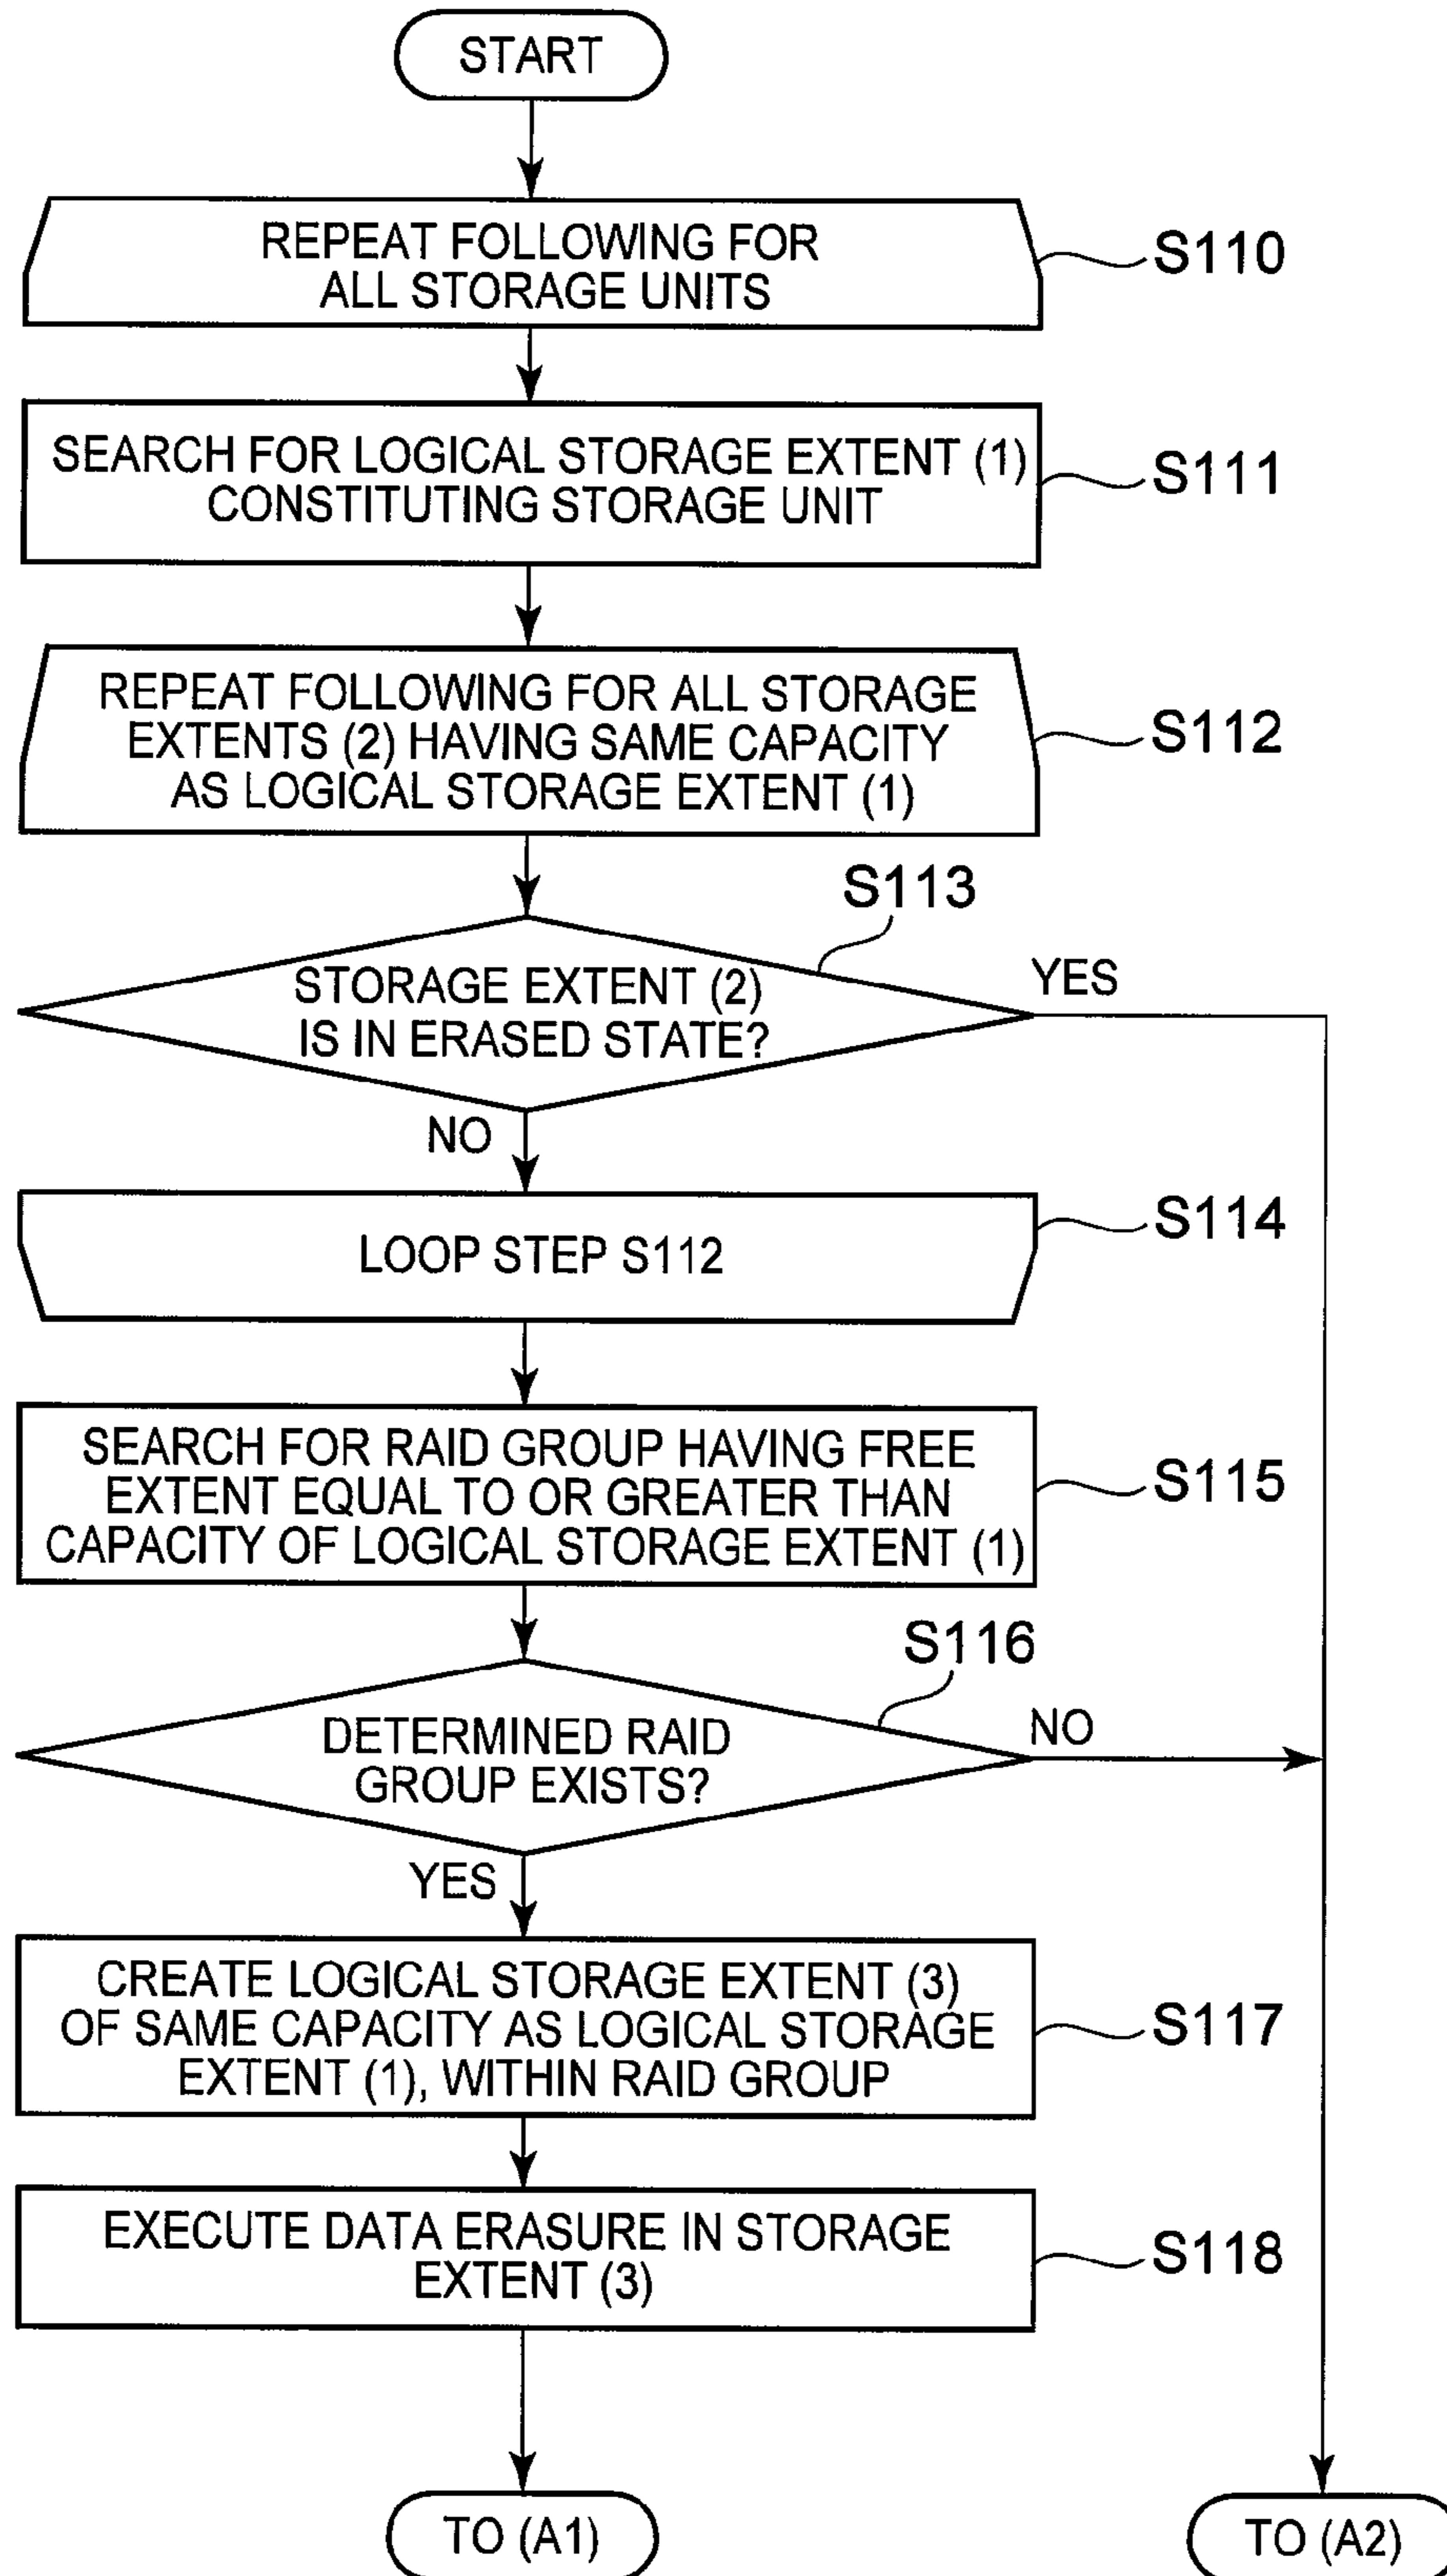 START
REPEAT FOLLOWING FOR
ALL STORAGE UNITS
S110
SEARCH FOR LOGICAL STORAGE EXTENT (1)
CONSTITUTING STORAGE UNIT
S111
REPEAT FOLLOWING FOR ALL STORAGE
EXTENTS (2) HAVING SAME CAPACITY
AS LOGICAL STORAGE EXTENT (1)
S112
S113
STORAGE EXTENT (2)
IS IN ERASED STATE?
YES
NO
LOOP STEP S112
S114
SEARCH FOR RAID GROUP HAVING FREE
EXTENT EQUAL TO OR GREATER THAN
CAPACITY OF LOGICAL STORAGE EXTENT (1)
S115
S116
DETERMINED RAID
GROUP EXISTS?
NO
YES
CREATE LOGICAL STORAGE EXTENT (3)
OF SAME CAPACITY AS LOGICAL STORAGE
EXTENT (1), WITHIN RAID GROUP
S117
EXECUTE DATA ERASURE IN STORAGE
EXTENT (3)
S118
TO (A1)
TO (A2)